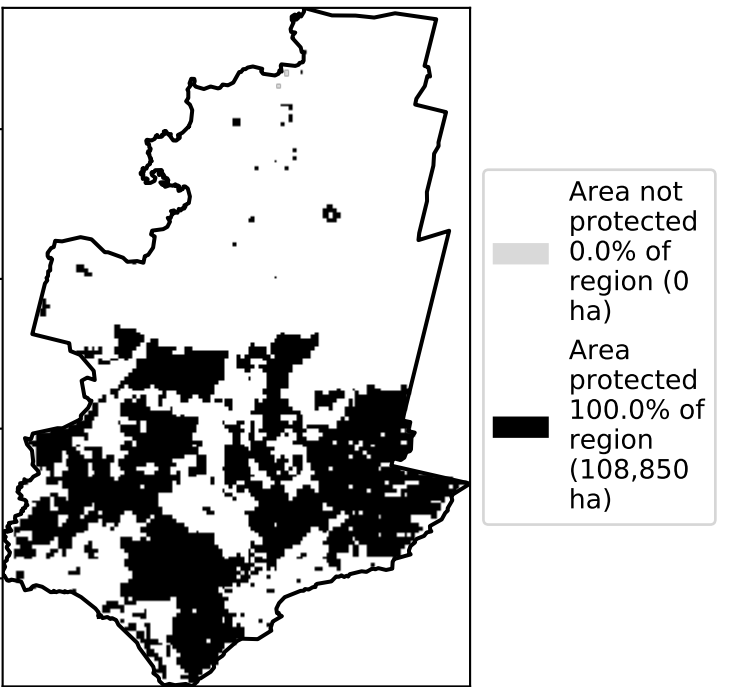 Area not
protected
0.0% of
region (0
ha)
Area
protected
100.0% of
region
(108,850
ha)